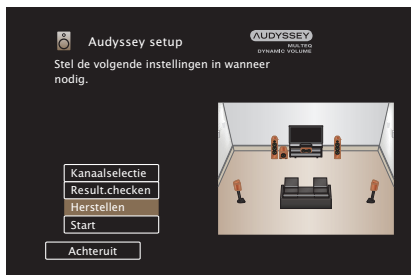 Audyssey setup
AUDYSSEY
MULTEQ
DYNAMIC VOLUME
Stel de volgende instellingen in wanneer
nodig.
Kanaalselectie
Result.checken
Herstellen
Start
Achteruit